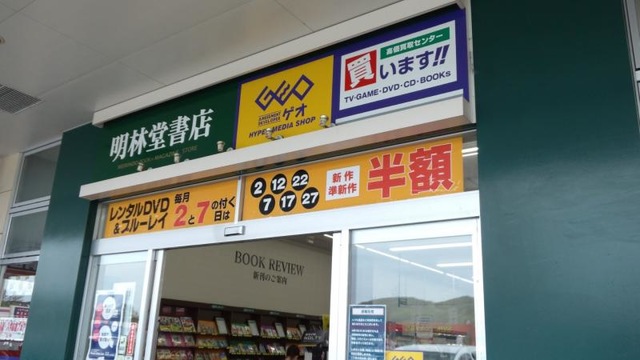 明林堂書店
GEO
AMUSEMENT
DEVELOPER
ゲオ
HYPER MEDIA SHOP
高価買取センター
買います!!
TV・GAME・DVD・CD・BOOKS
レンタルDVD
&ブルーレイ
毎月
2と7の付く
日は
2 12 22
7 17 27
新作
準新作
半額
BOOK REVIEW
新刊のご案内